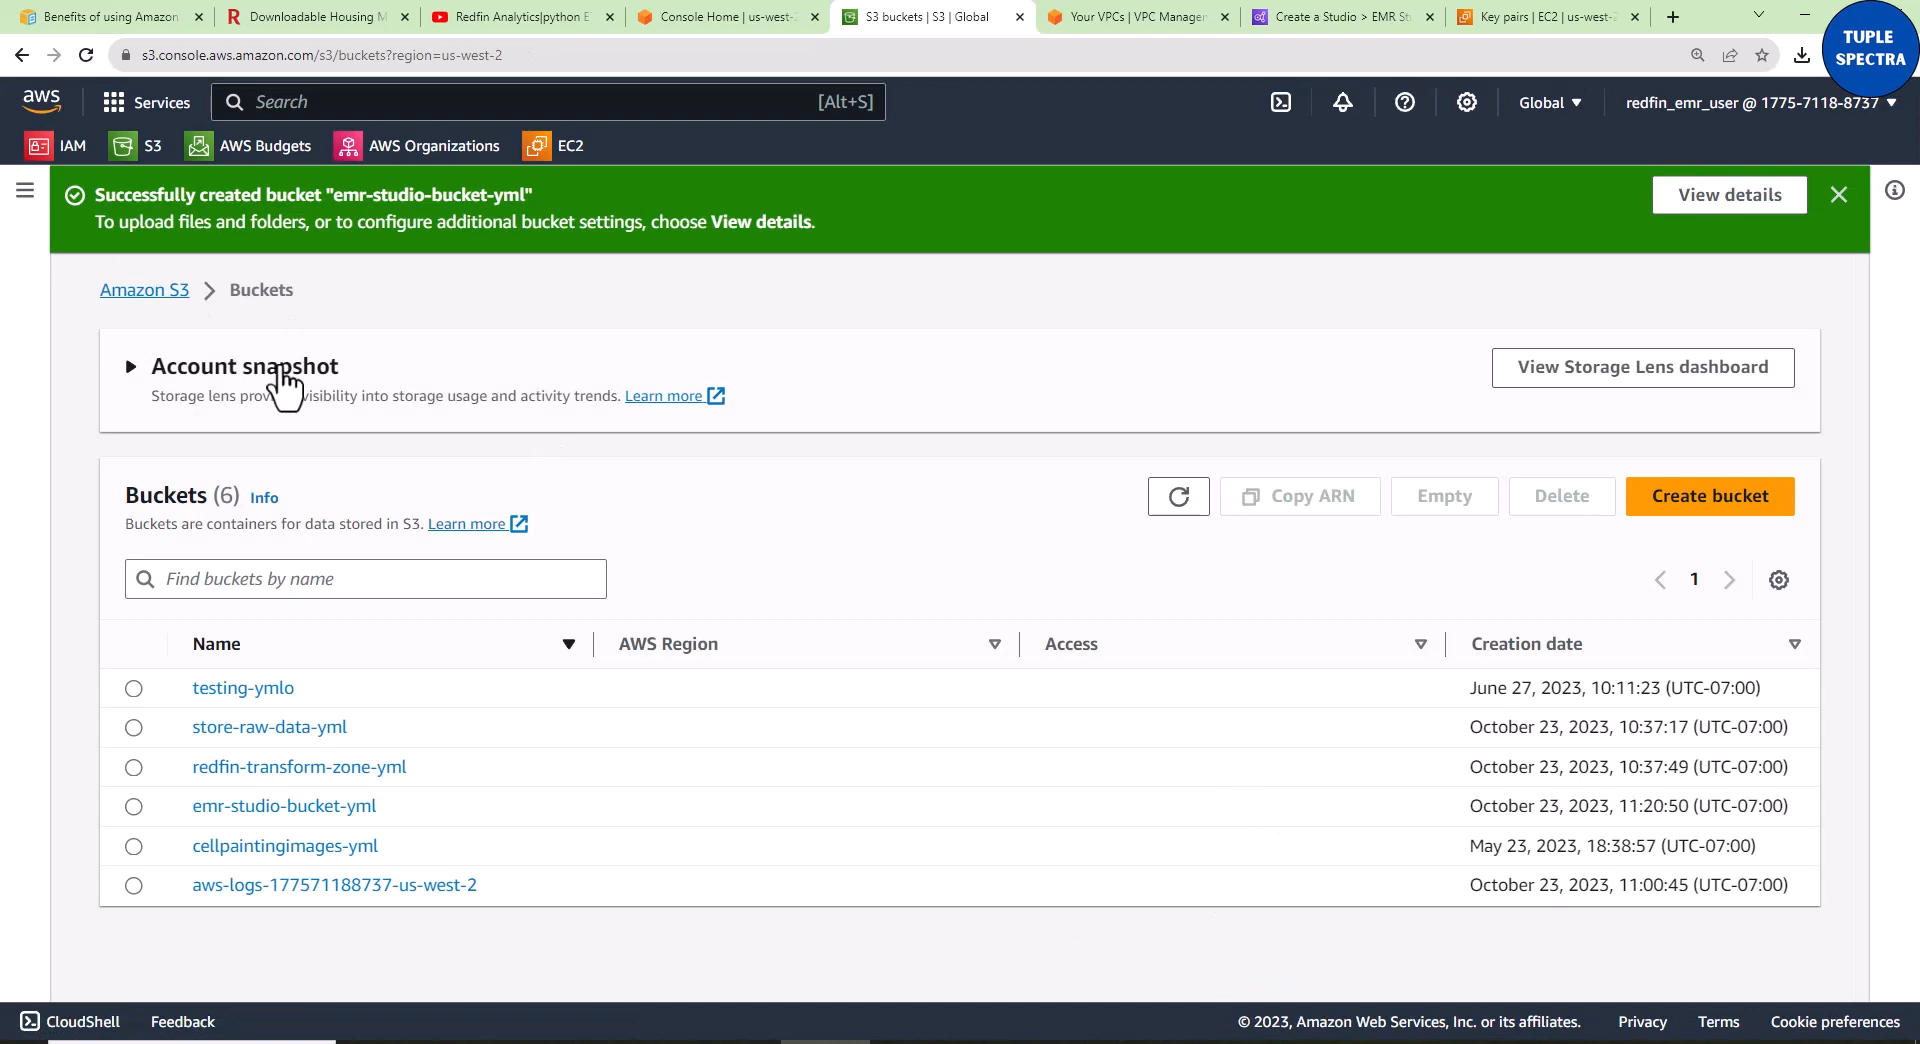 Benefits of using Amazon
Downloadable Housing M
Redfin Analytics|python E
Console Home | us-west-2
S3 buckets | S3 | Global
Your VPCs | VPC Managem
Create a Studio > EMR St
Key pairs | EC2 | us-west-2
TUPLE
SPECTRA
s3.console.aws.amazon.com/s3/buckets?region=us-west-2
aws
Services
Search
[Alt+S]
Global
redfin_emr_user @ 1775-7118-8737
IAM
S3
AWS Budgets
AWS Organizations
EC2
Successfully created bucket "emr-studio-bucket-yml"
To upload files and folders, or to configure additional bucket settings, choose View details.
View details
Amazon S3 > Buckets
Account snapshot
Storage lens provides visibility into storage usage and activity trends. Learn more
View Storage Lens dashboard
Buckets (6) Info
Buckets are containers for data stored in S3. Learn more
Copy ARN
Empty
Delete
Create bucket
Find buckets by name
1
Name
AWS Region
Access
Creation date
testing-ymlo June 27, 2023, 10:11:23 (UTC-07:00)
store-raw-data-yml October 23, 2023, 10:37:17 (UTC-07:00)
redfin-transform-zone-yml October 23, 2023, 10:37:49 (UTC-07:00)
emr-studio-bucket-yml October 23, 2023, 11:20:50 (UTC-07:00)
cellpaintingimages-yml May 23, 2023, 18:38:57 (UTC-07:00)
aws-logs-177571188737-us-west-2 October 23, 2023, 11:00:45 (UTC-07:00)
CloudShell
Feedback
© 2023, Amazon Web Services, Inc. or its affiliates.
Privacy
Terms
Cookie preferences